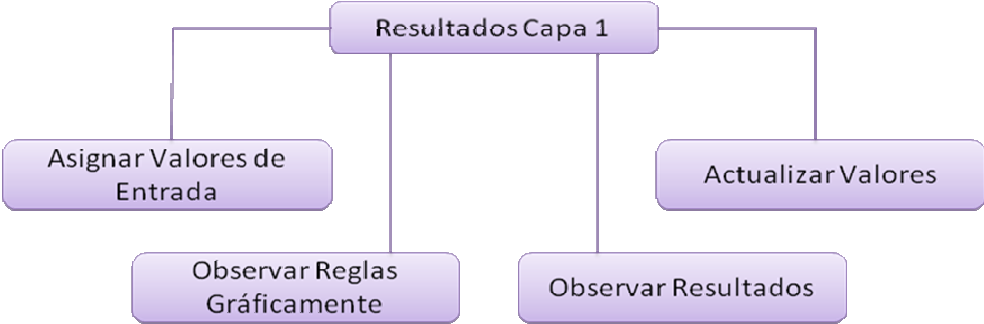 Resultados Capa 1
Asignar Valores de
Entrada
Actualizar Valores
Observar Reglas
Gráficamente
Observar Resultados